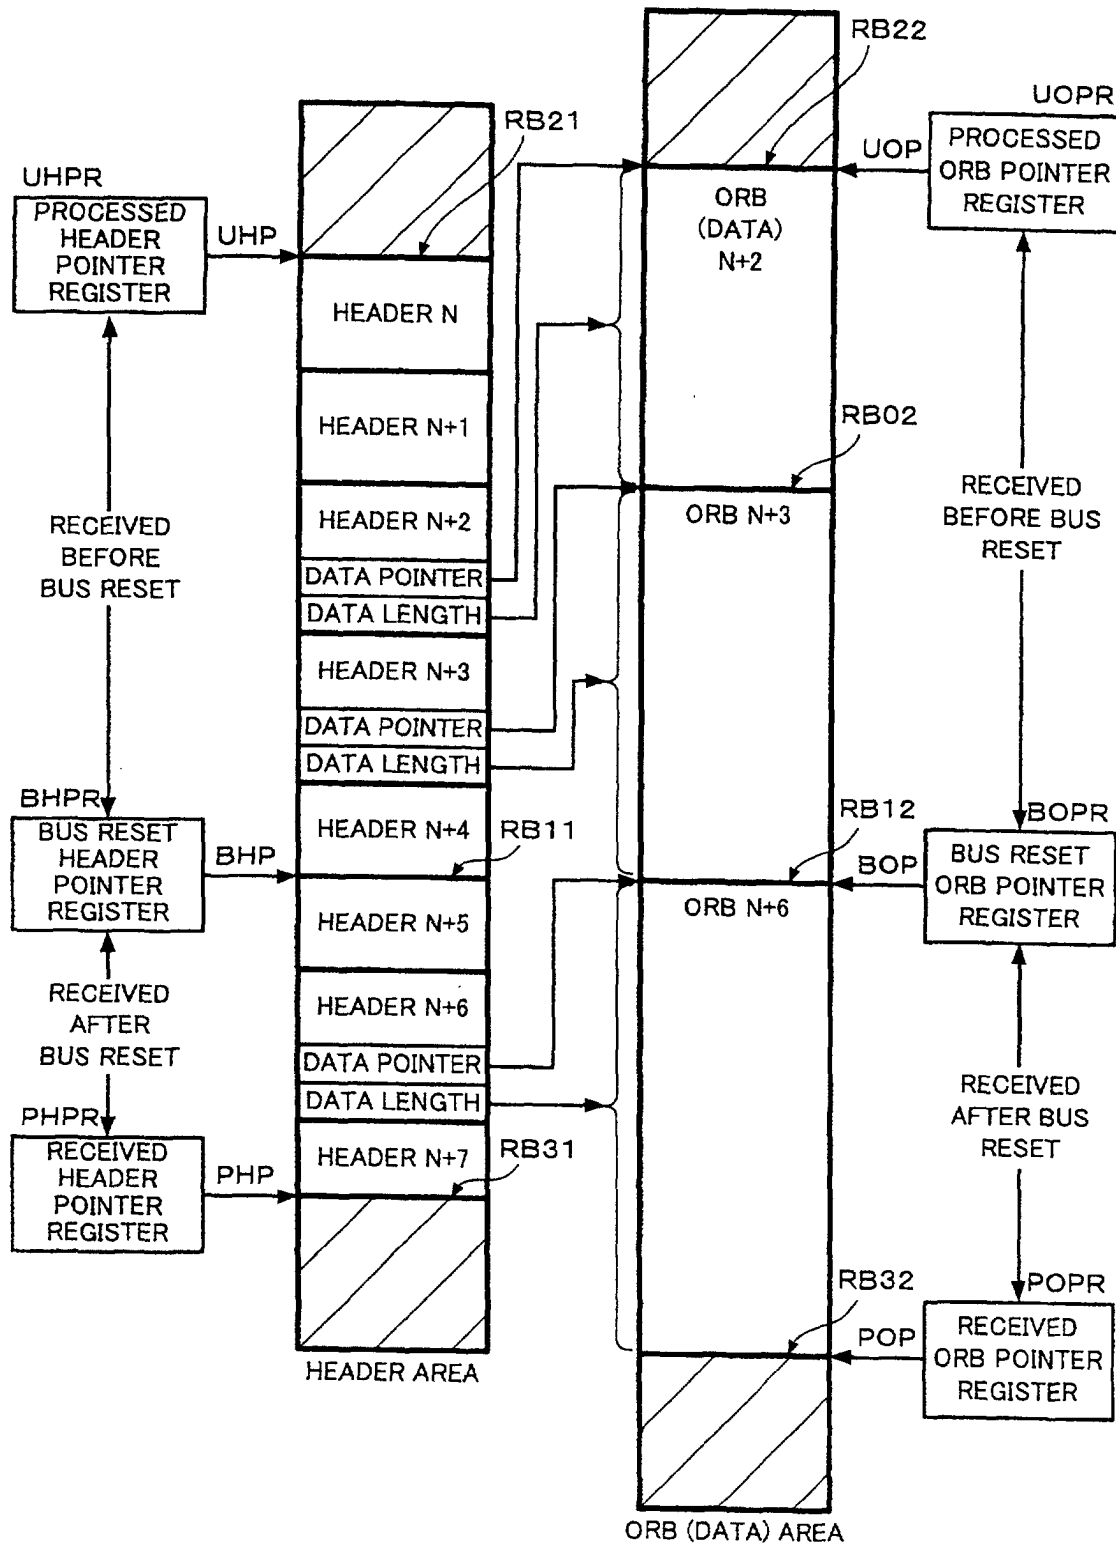 RB22
UOPR
RB21
PROCESSED
ORB POINTER
REGISTER
UOP
UHPR
PROCESSED
HEADER
POINTER
REGISTER
UHP
ORB
(DATA)
N+2
HEADER N
HEADER N+1
RB02
HEADER N+2
ORB N+3
RECEIVED
BEFORE
BUS RESET
RECEIVED
BEFORE BUS
RESET
DATA POINTER
DATA LENGTH
HEADER N+3
DATA POINTER
DATA LENGTH
BHPR
BUS RESET
HEADER
POINTER
REGISTER
BHP
HEADER N+4
RB11
RB12
BOPR
BOP
BUS RESET
ORB POINTER
REGISTER
ORB N+6
HEADER N+5
RECEIVED
AFTER
BUS RESET
HEADER N+6
DATA POINTER
DATA LENGTH
RECEIVED
AFTER BUS
RESET
PHPR
RECEIVED
HEADER
POINTER
REGISTER
PHP
HEADER N+7
RB31
RB32
POPR
POP
RECEIVED
ORB POINTER
REGISTER
HEADER AREA
ORB (DATA) AREA